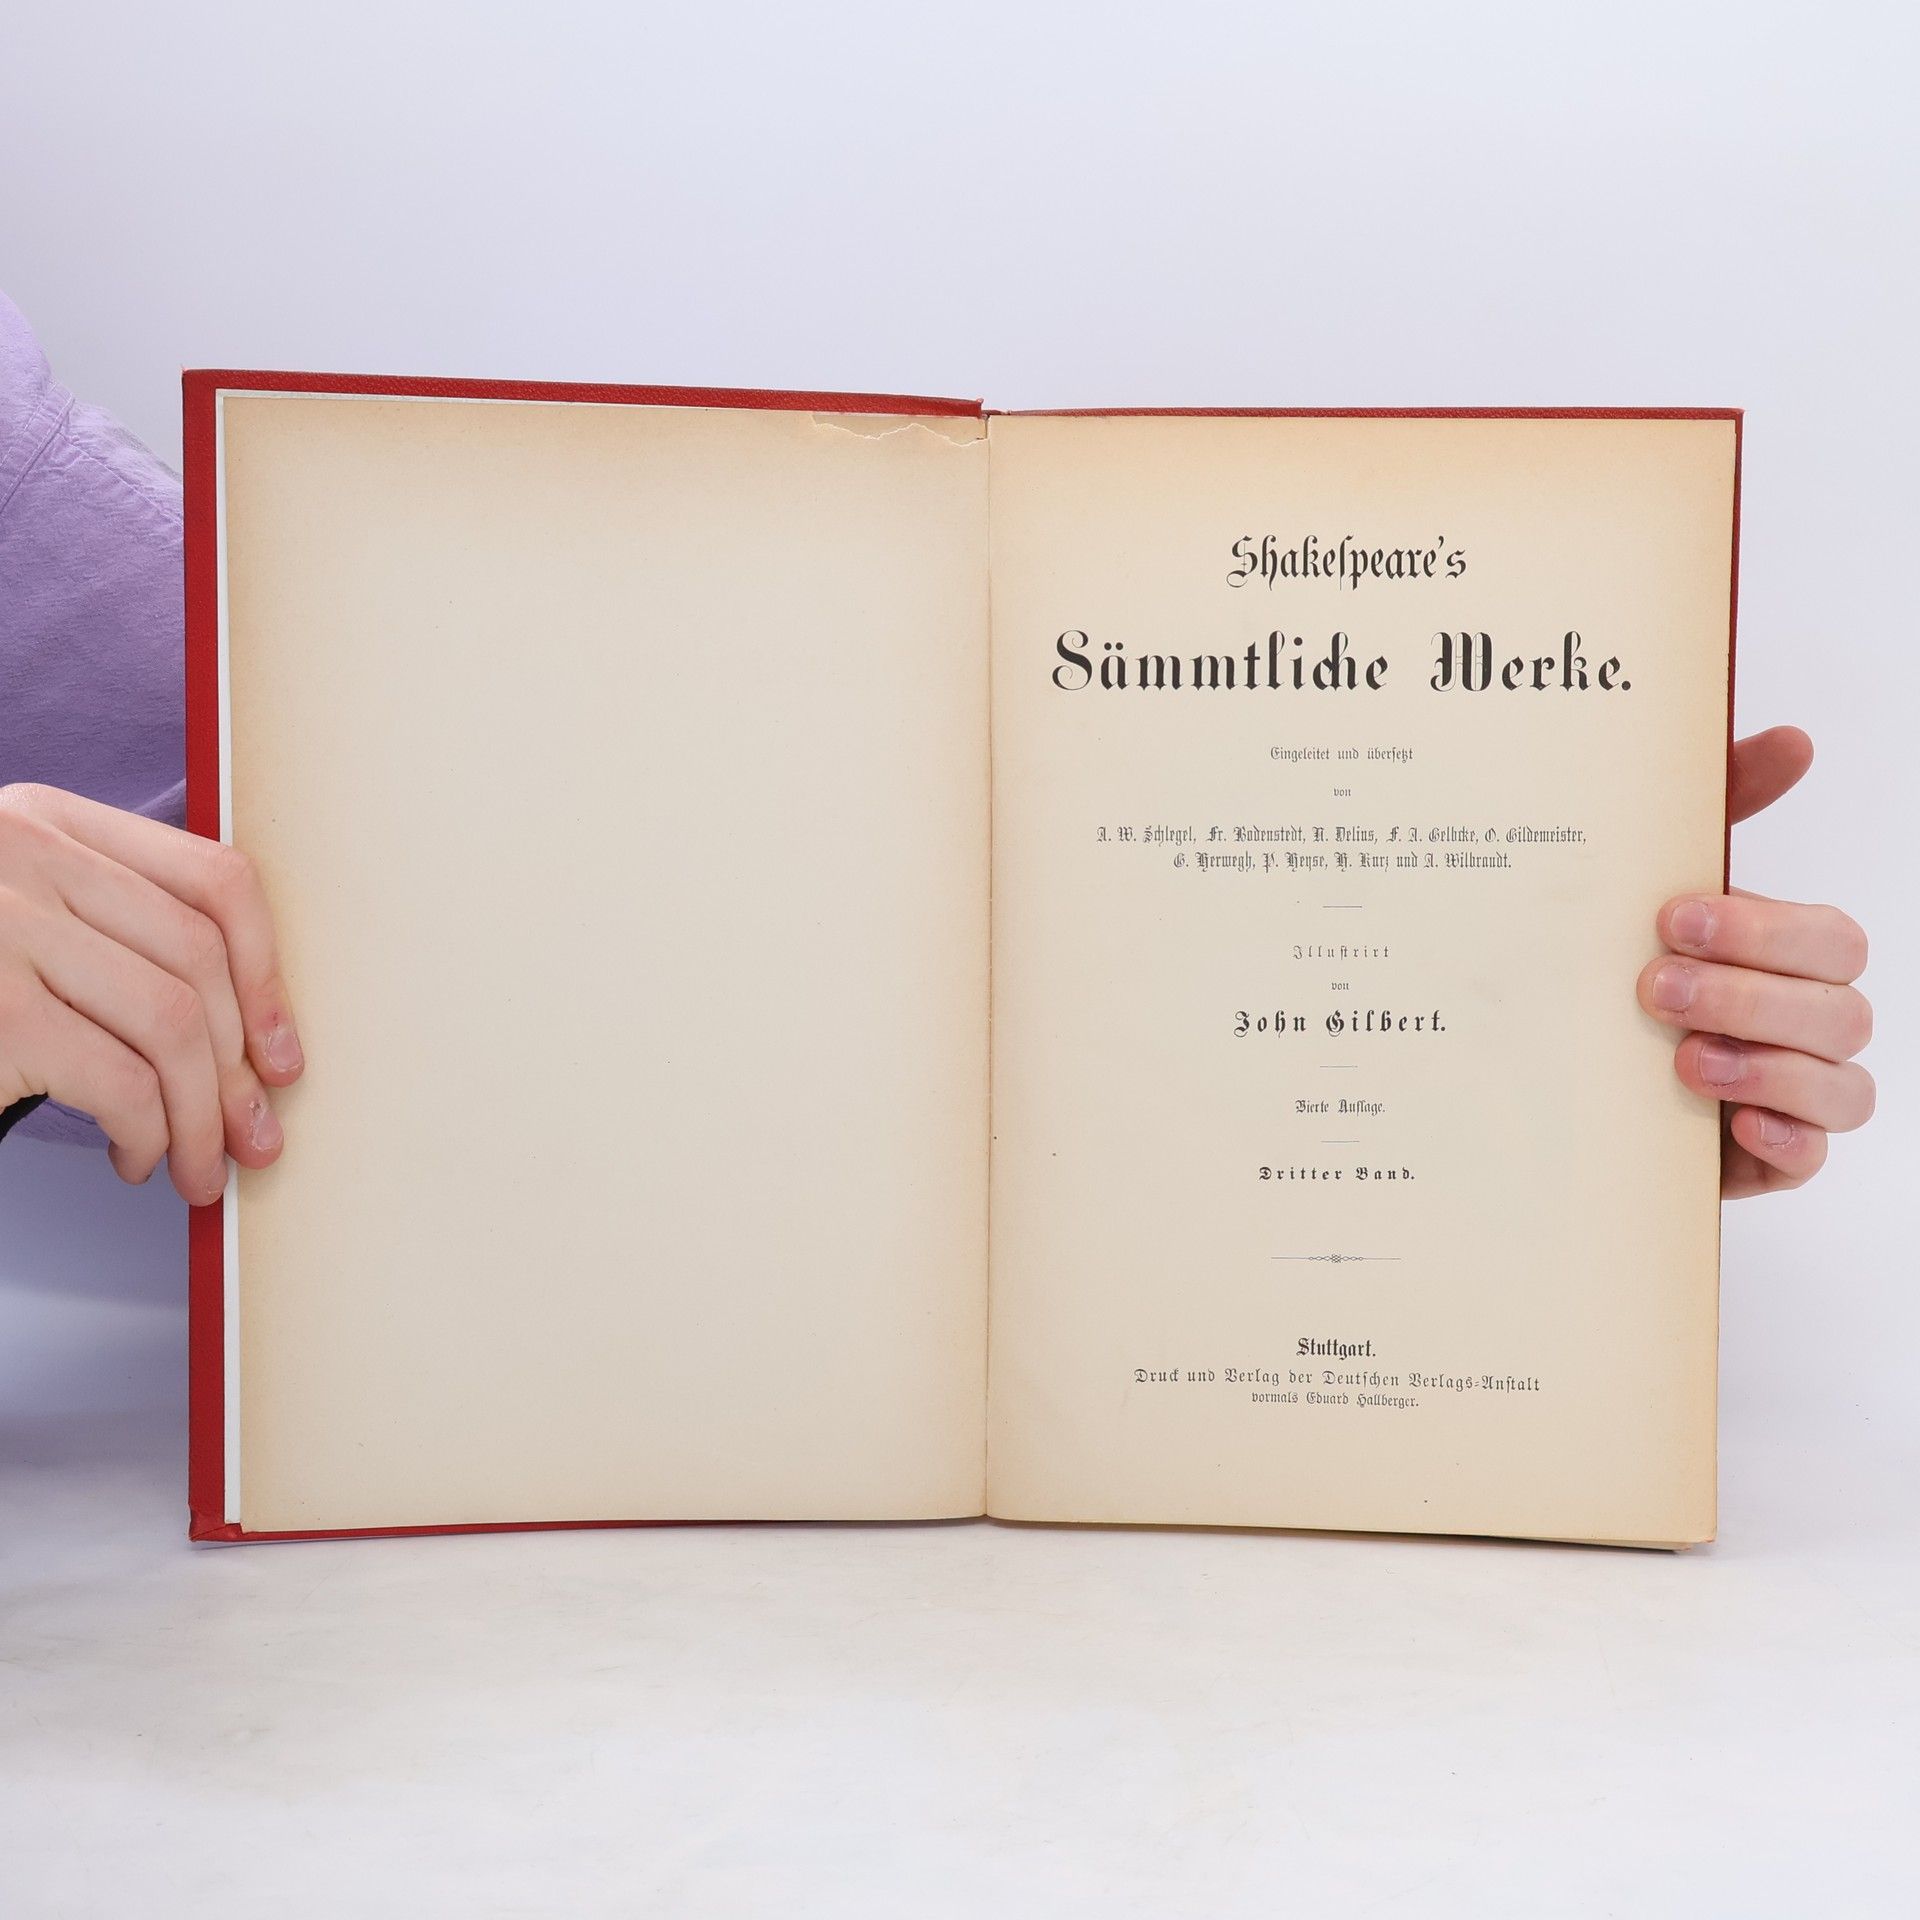 Shakeſpeare's
Sämmtliche Werke.
Eingeleitet und überſetzt
von
A. W. Schlegel, Fr. Bodenstedt, N. Delius, F. A. Gelbcke, O. Gildemeister,
G. Herwegh, P. Heyse, H. Kurz und A. Wilbrandt.
Illuſtrirt
von
John Gilbert.
Vierte Auflage.
Dritter Band.
Stuttgart.
Druck und Verlag der Deutſchen Verlags-Anſtalt
vormals Eduard Hallberger.